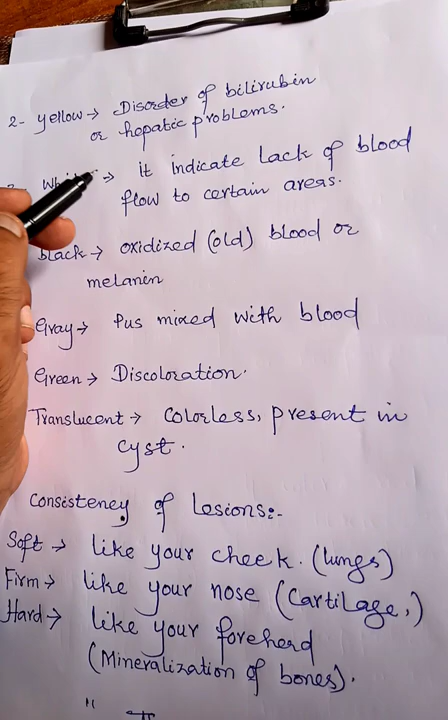 2- yellow → Disorder of bilirubin
or hepatic problems.
→ it indicate Lack of blood
flow to certain areas.
black → oxidized (old) blood or
melanin
Gray → Pus mixed with blood
Green → Discoloration.
Translucent → Colorless, present in
cyst.
Consistency of Lesions:-
Soft → like your cheek. (lungs)
Firm → like your nose (Cartilage,)
Hard → like your forehead
(Mineralization of bones).